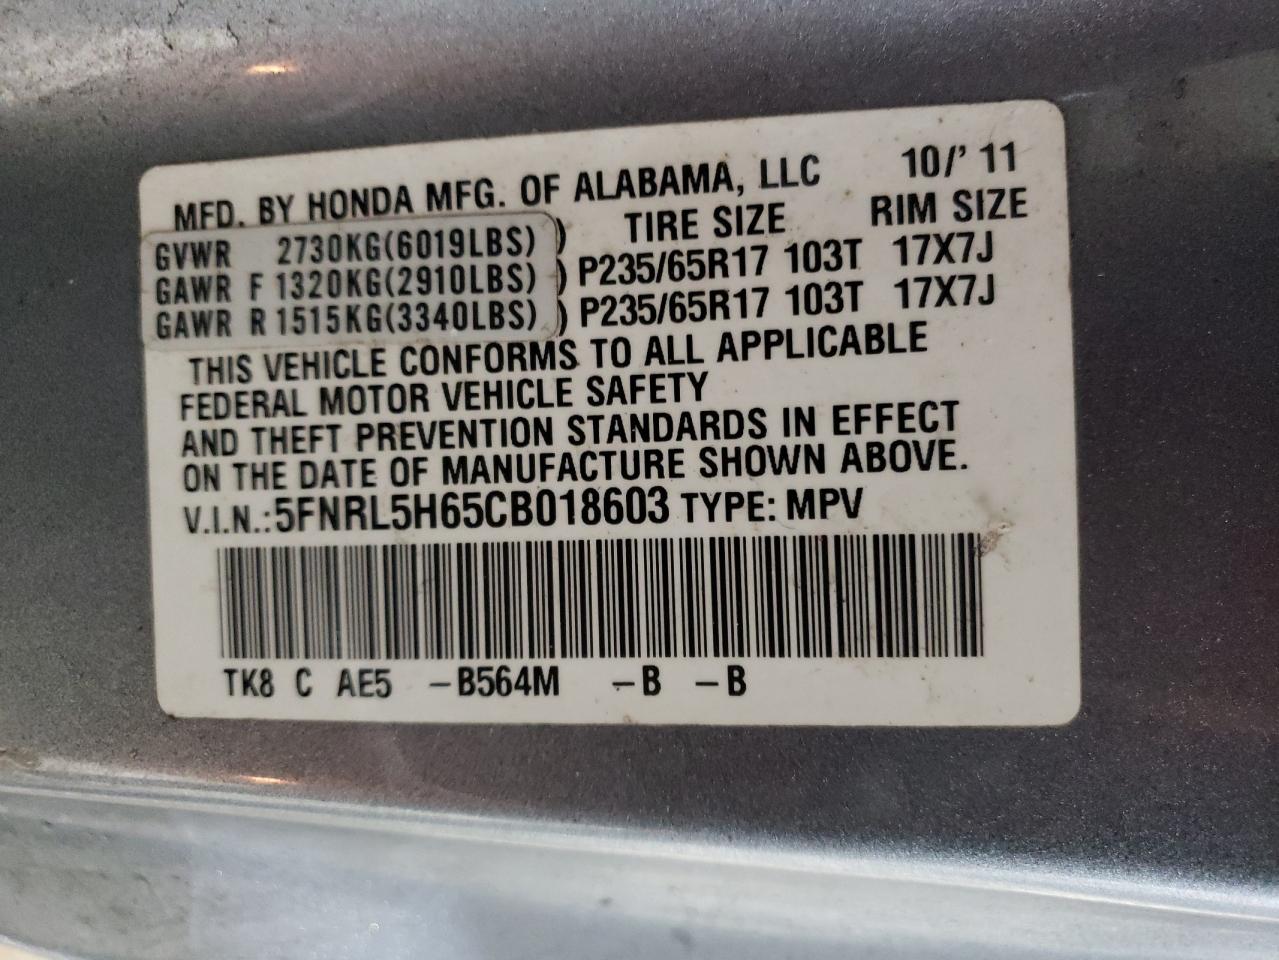 MFD. BY HONDA MFG. OF ALABAMA, LLC 10/' 11
TIRE SIZE RIM SIZE
GVWR 2730KG(6019LBS) )
GAWR F 1320KG(2910LBS) ) P235/65R17 103T 17X7J
GAWR R 1515KG(3340LBS) ) P235/65R17 103T 17X7J
THIS VEHICLE CONFORMS TO ALL APPLICABLE
FEDERAL MOTOR VEHICLE SAFETY
AND THEFT PREVENTION STANDARDS IN EFFECT
ON THE DATE OF MANUFACTURE SHOWN ABOVE.
V.I.N.: 5FNRL5H65CB018603 TYPE: MPV
TK8 C AE5 -B564M -B -B